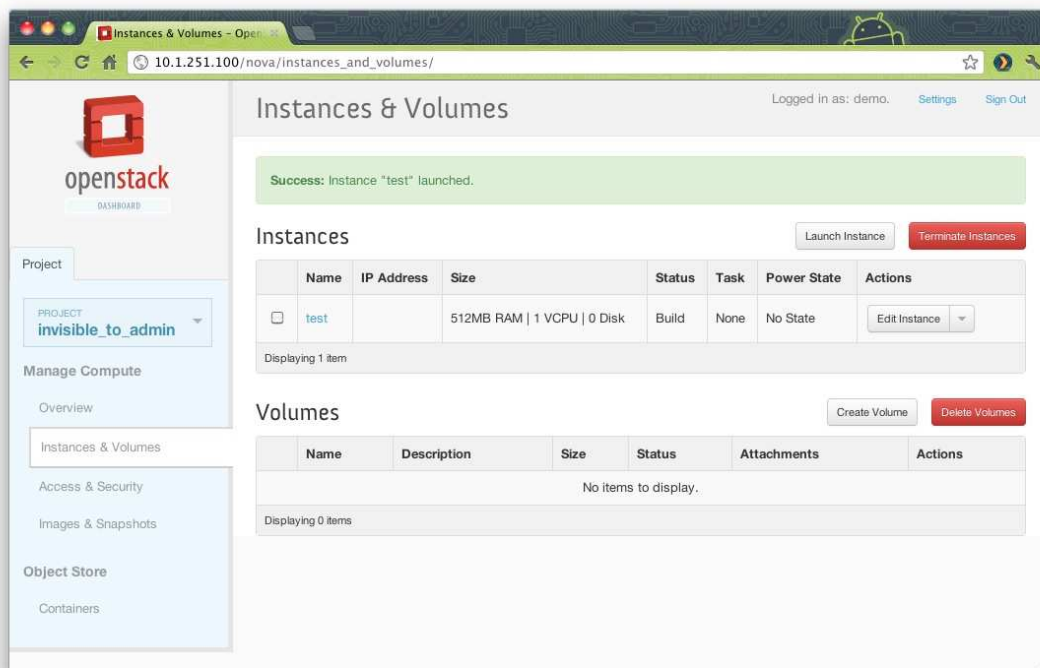 Instances & Volumes - Open
10.1.251.100/nova/instances_and_volumes/
openstack
DASHBOARD
Project
PROJECT
invisible_to_admin
Manage Compute
Overview
Instances & Volumes
Access & Security
Images & Snapshots
Object Store
Containers
Instances & Volumes
Logged in as: demo. Settings Sign Out
Success: Instance "test" launched.
Instances
Launch Instance Terminate Instances
Name IP Address Size Status Task Power State Actions
test 512MB RAM | 1 VCPU | 0 Disk Build None No State Edit Instance
Displaying 1 item
Volumes
Create Volume Delete Volumes
Name Description Size Status Attachments Actions
No items to display.
Displaying 0 items